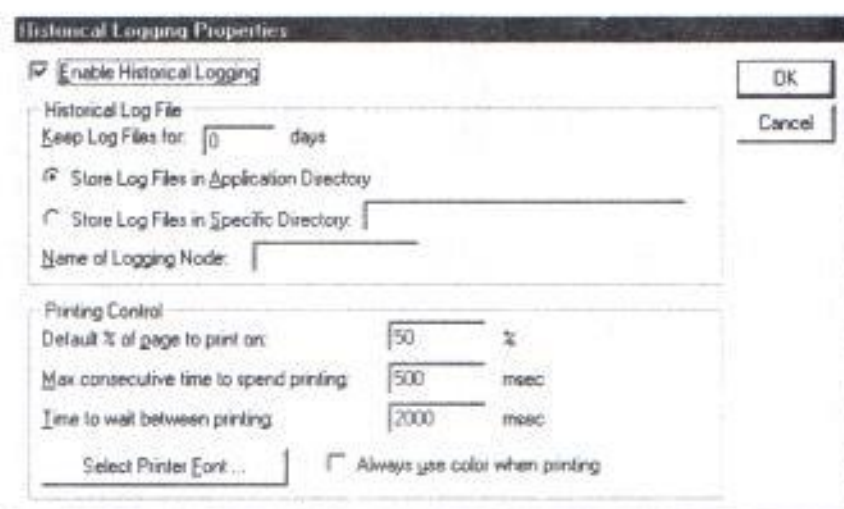 Historical Logging Properties
Enable Historical Logging
OK
Cancel
Historical Log File
Keep Log Files for: 0 days
Store Log Files in Application Directory
Store Log Files in Specific Directory:
Name of Logging Node:
Printing Control
Default % of page to print on: 50 %
Max consecutive time to spend printing: 500 msec
Time to wait between printing: 2000 msec
Select Printer Font ...
Always use color when printing